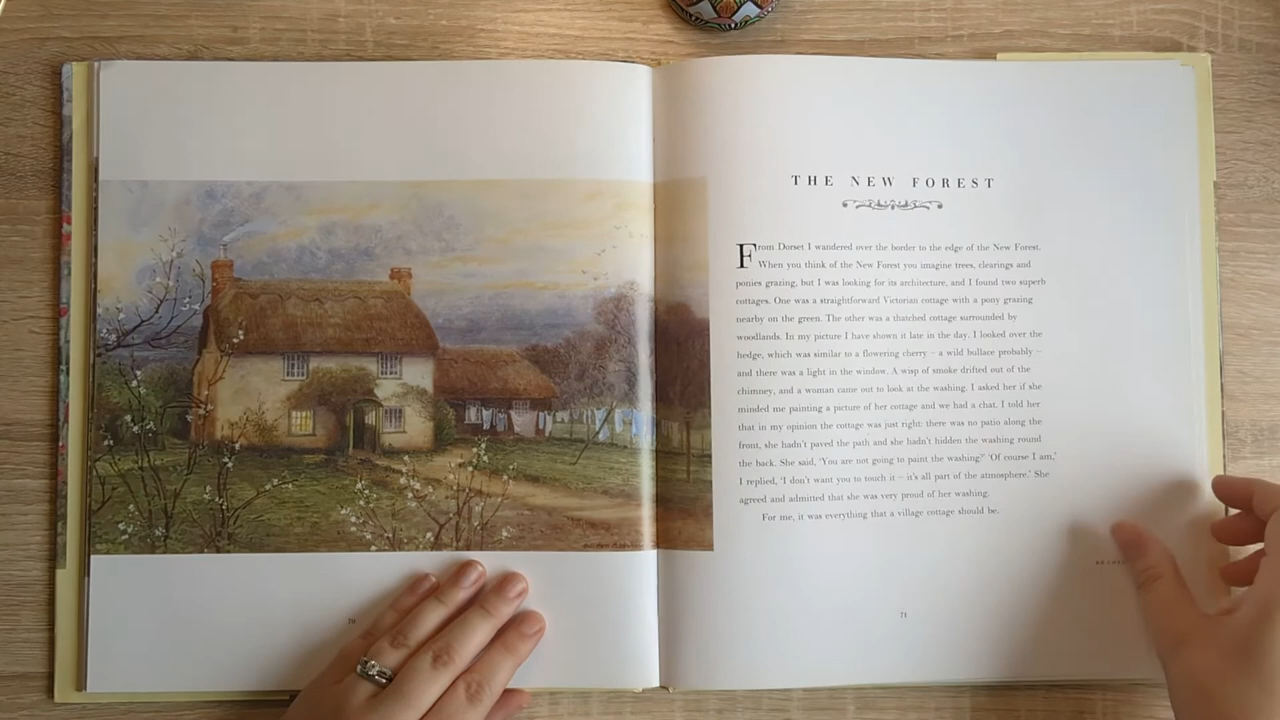 70
THE NEW FOREST
From Dorset I wandered over the border to the edge of the New Forest.
When you think of the New Forest you imagine trees, clearings and
ponies grazing, but I was looking for its architecture, and I found two superb
cottages. One was a straightforward Victorian cottage with a pony grazing
nearby on the green. The other was a thatched cottage surrounded by
woodlands. In my picture I have shown it late in the day. I looked over the
hedge, which was similar to a flowering cherry – a wild bullace probably –
and there was a light in the window. A wisp of smoke drifted out of the
chimney, and a woman came out to look at the washing. I asked her if she
minded me painting a picture of her cottage and we had a chat. I told her
that in my opinion the cottage was just right: there was no patio along the
front, she hadn't paved the path and she hadn't hidden the washing round
the back. She said, 'You are not going to paint the washing?' 'Of course I am,'
I replied, 'I don't want you to touch it – it's all part of the atmosphere.' She
agreed and admitted that she was very proud of her washing.
For me, it was everything that a village cottage should be.
71